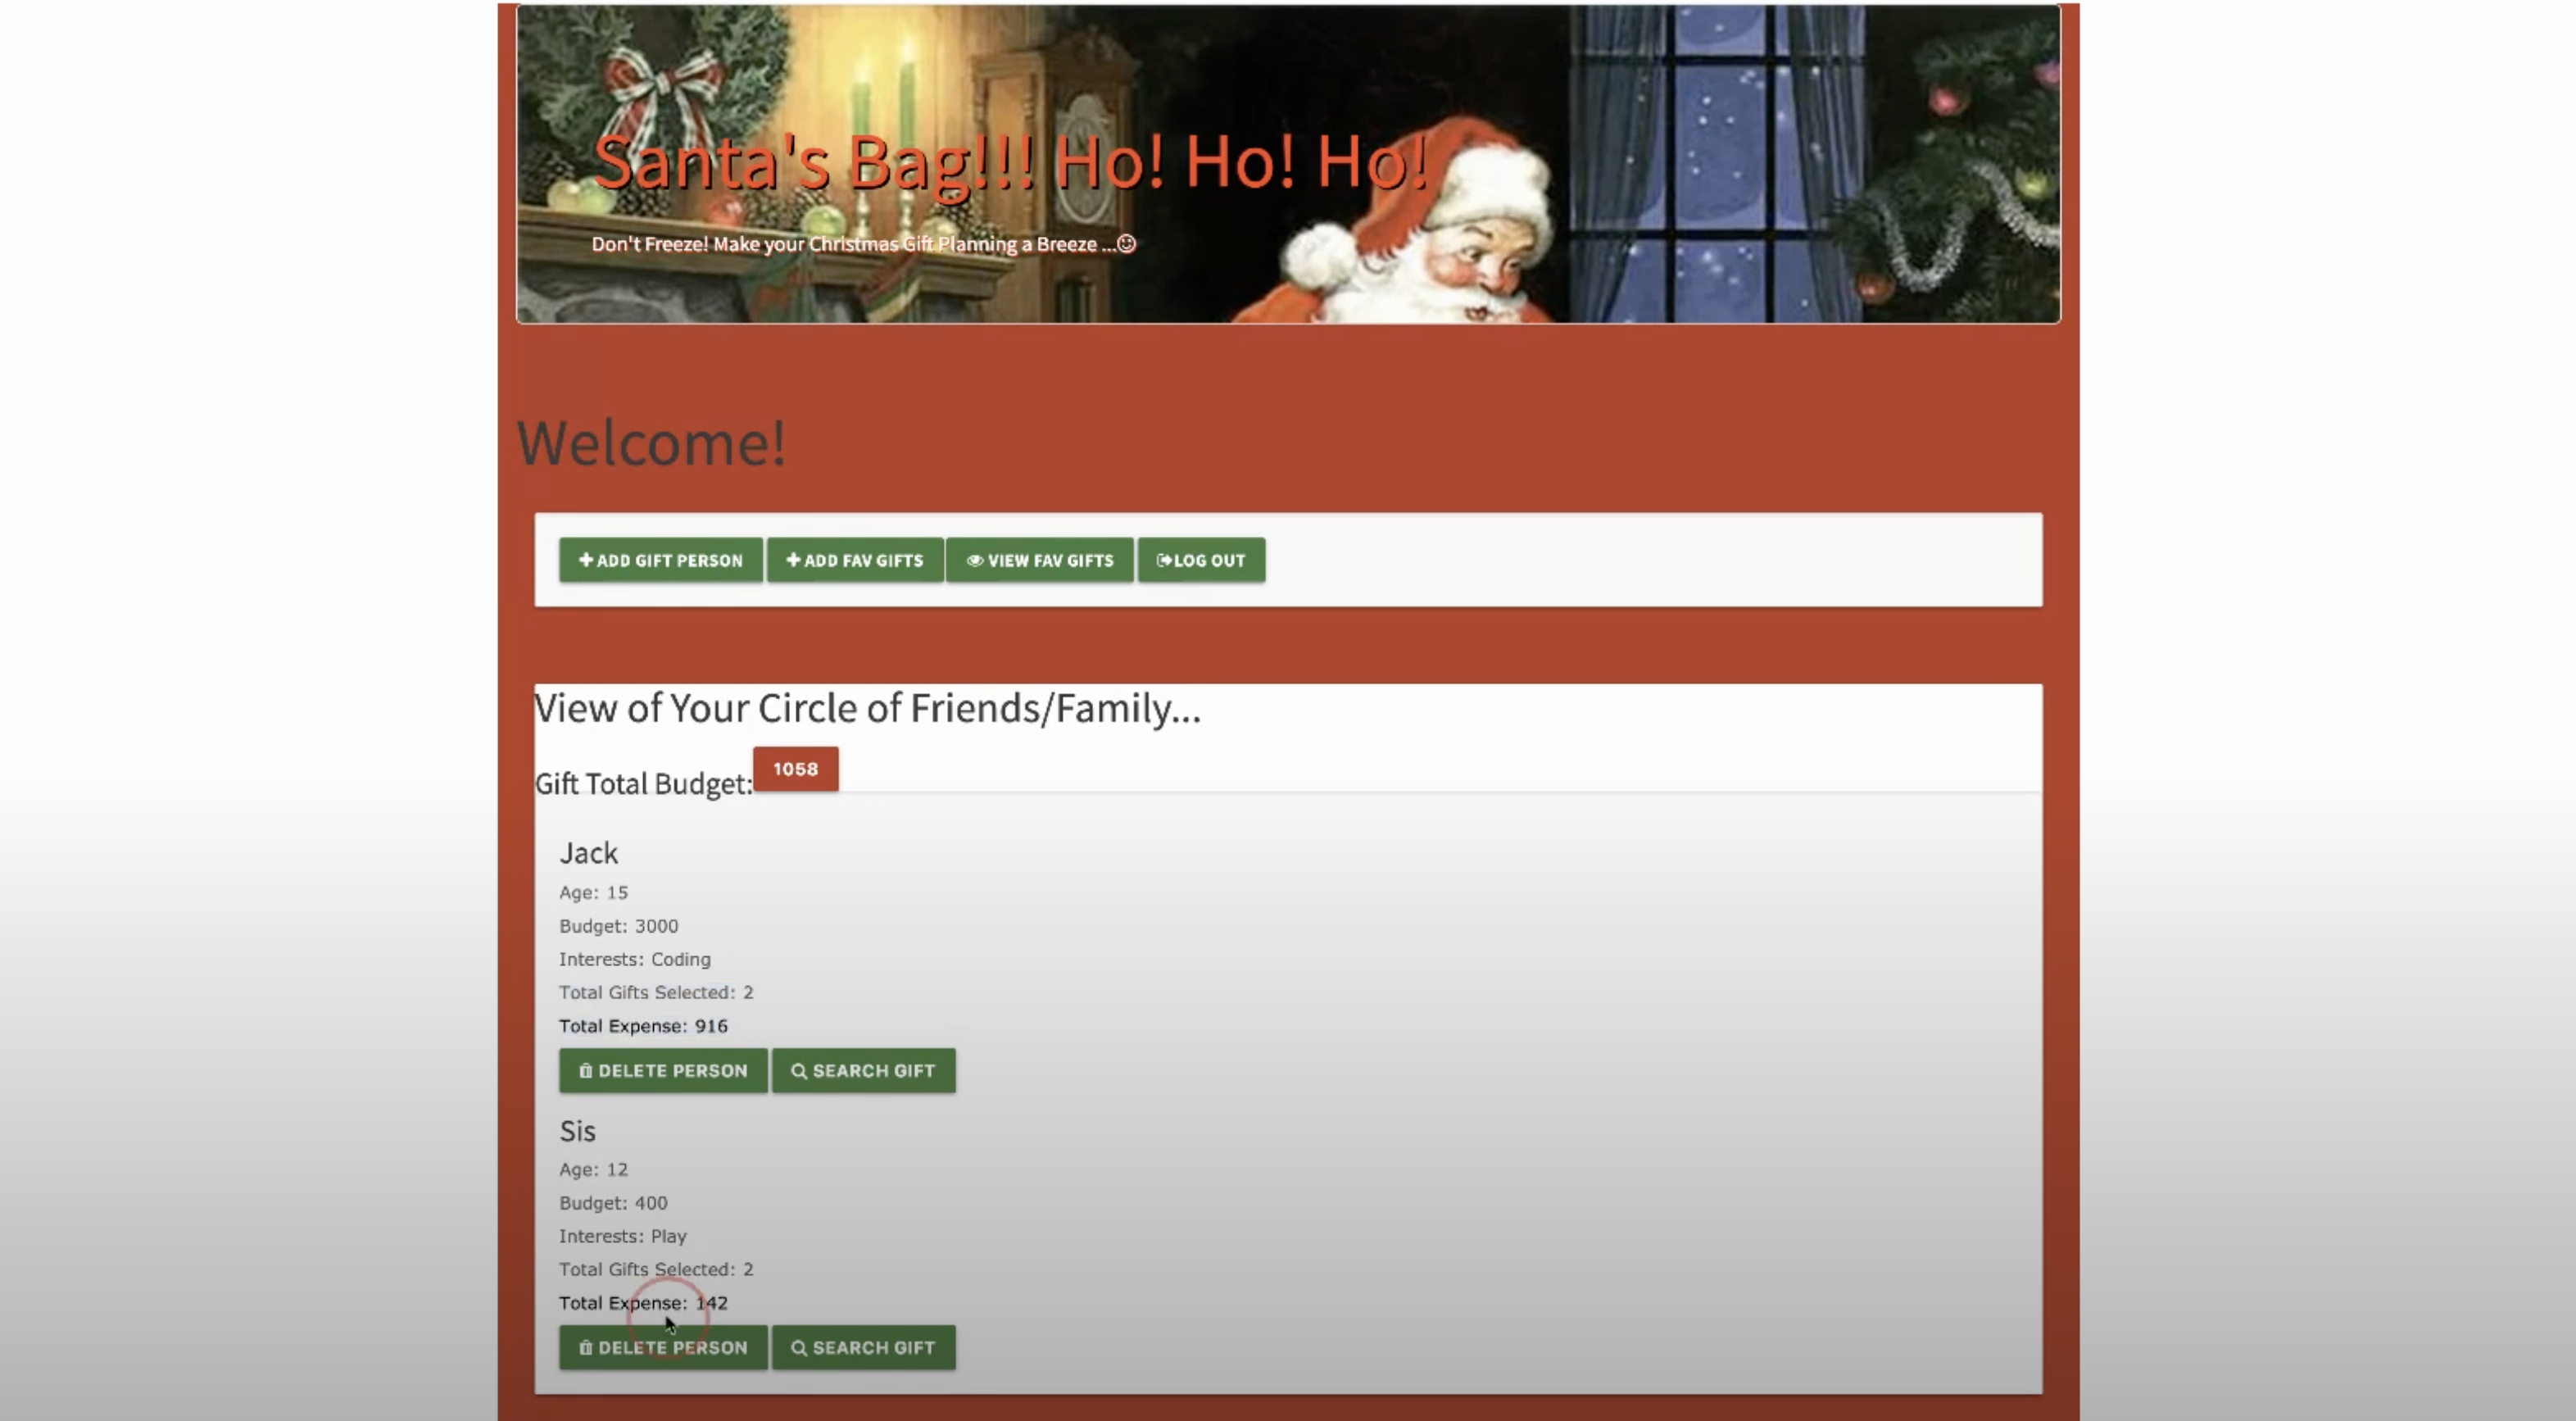 Santa's Bag!!! Ho! Ho! Ho!
Don't Freeze! Make your Christmas Gift Planning a Breeze ...☺
Welcome!
ADD GIFT PERSON ADD FAV GIFTS VIEW FAV GIFTS LOG OUT
View of Your Circle of Friends/Family...
Gift Total Budget: 1058
Jack
Age: 15
Budget: 3000
Interests: Coding
Total Gifts Selected: 2
Total Expense: 916
DELETE PERSON SEARCH GIFT
Sis
Age: 12
Budget: 400
Interests: Play
Total Gifts Selected: 2
Total Expense: 142
DELETE PERSON SEARCH GIFT